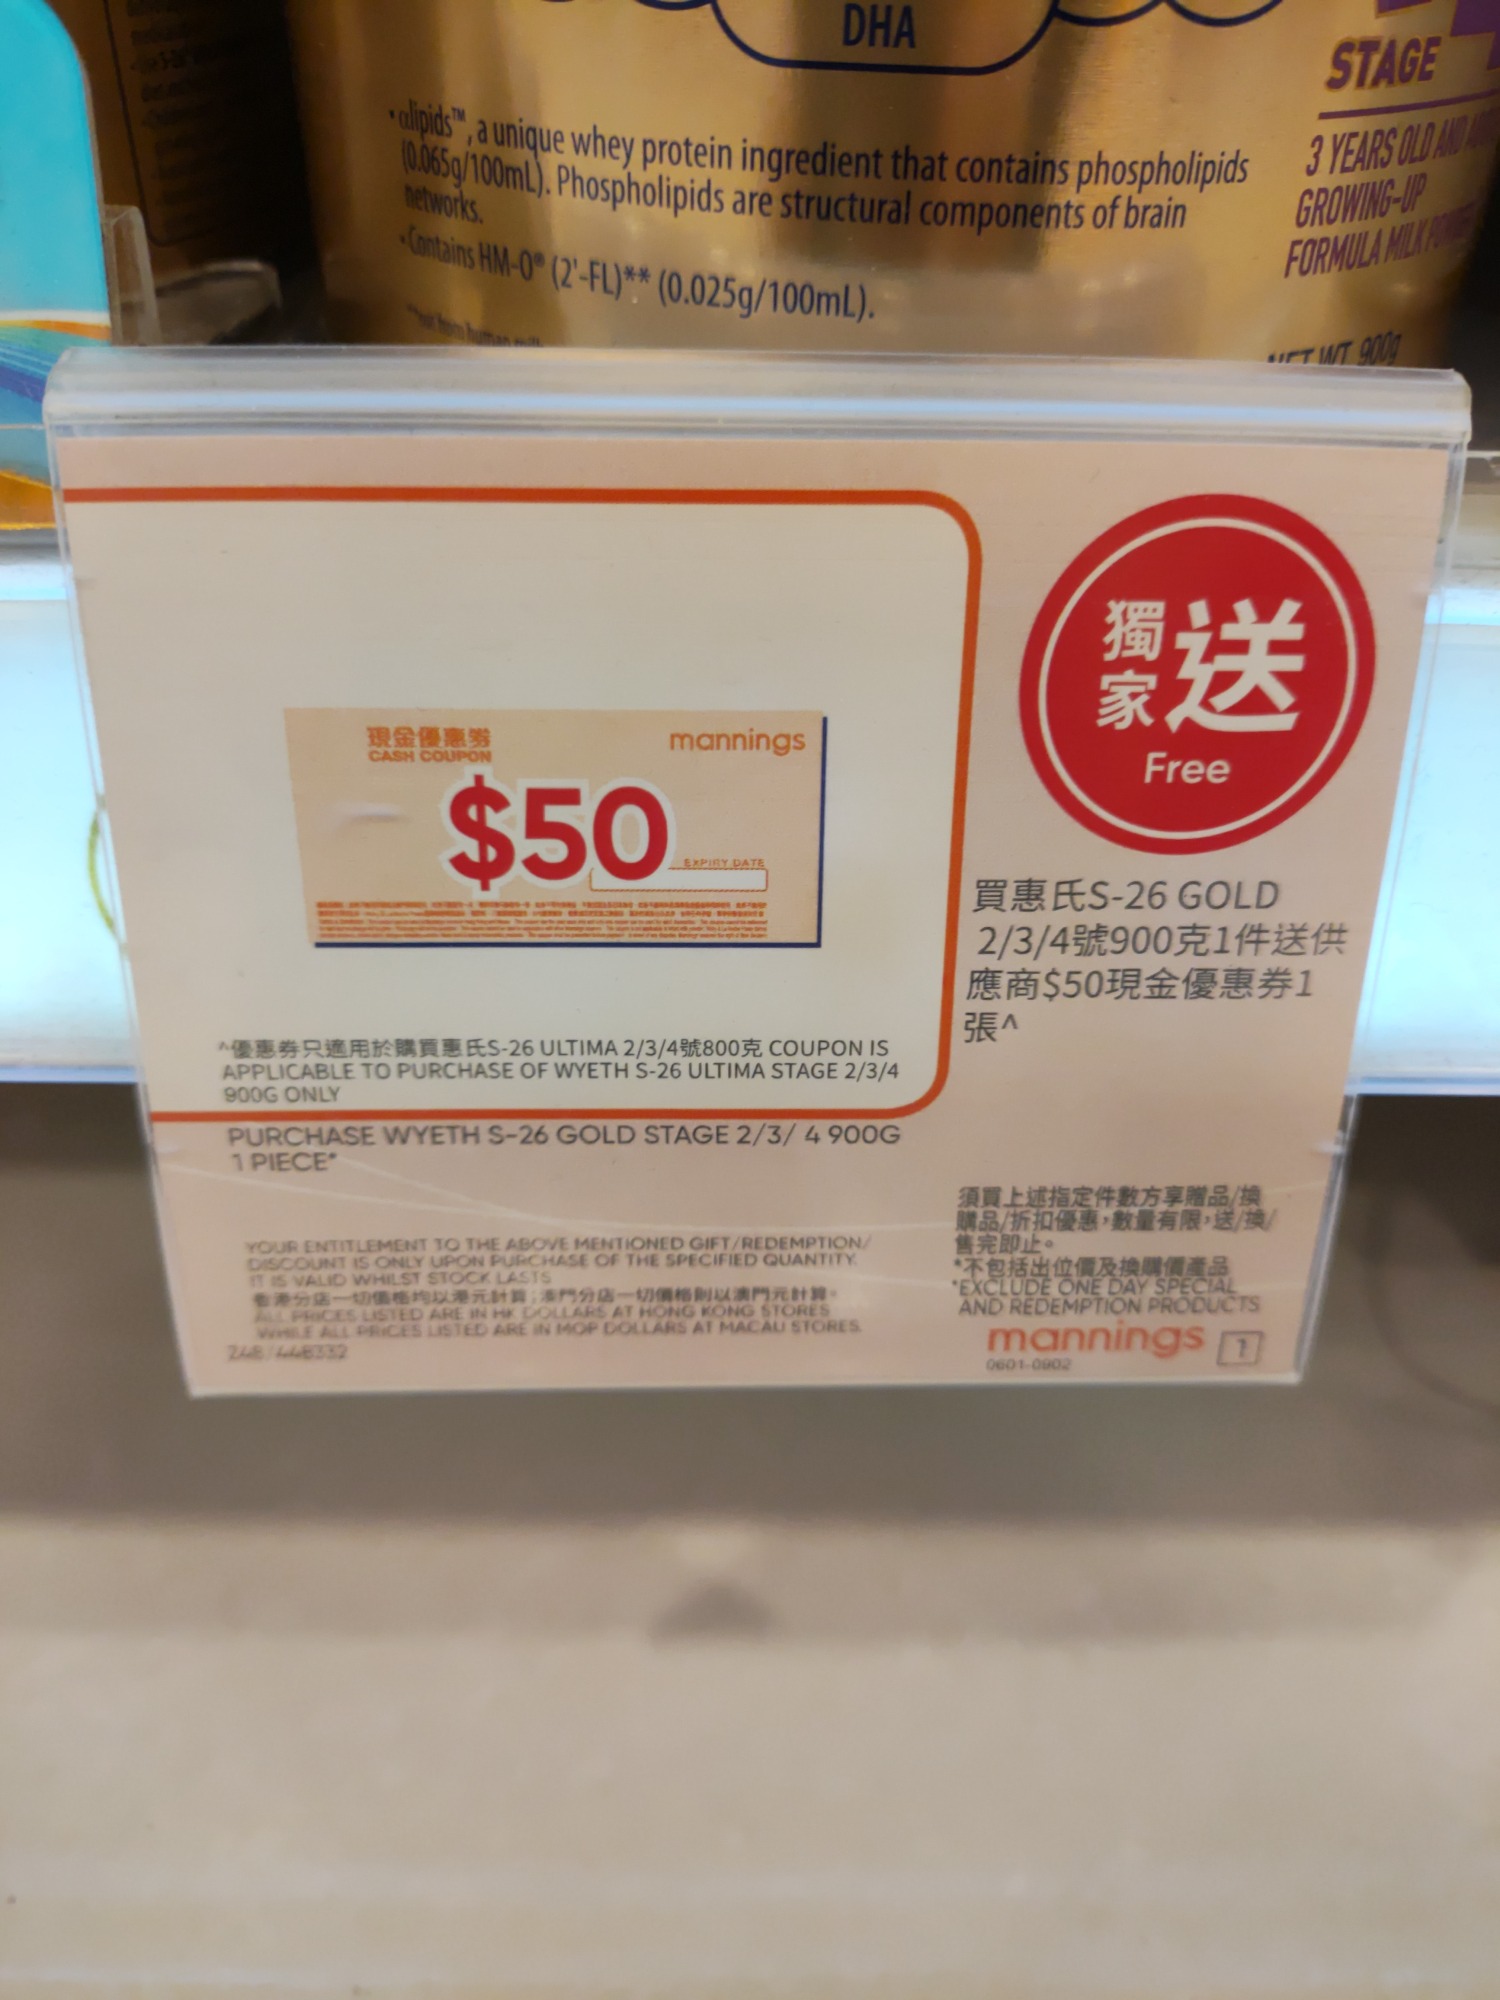 DHA
STAGE
3 YEARS OLD AND
GROWING-UP
FORMULA MILK
• αlipids™, a unique whey protein ingredient that contains phospholipids
(0.065g/100mL). Phospholipids are structural components of brain
networks.
• Contains HM-O® (2'-FL)** (0.025g/100mL).
NET WT. 900g
獨家送
Free
現金優惠券
CASH COUPON
mannings
$50
EXPIRY DATE
買惠氏S-26 GOLD
2/3/4號900克1件送供
應商$50現金優惠券1
張^
^優惠券只適用於購買惠氏S-26 ULTIMA 2/3/4號800克 COUPON IS
APPLICABLE TO PURCHASE OF WYETH S-26 ULTIMA STAGE 2/3/4
900G ONLY
PURCHASE WYETH S-26 GOLD STAGE 2/3/ 4 900G
1 PIECE*
YOUR ENTITLEMENT TO THE ABOVE MENTIONED GIFT/REDEMPTION/
DISCOUNT IS ONLY UPON PURCHASE OF THE SPECIFIED QUANTITY.
IT IS VALID WHILST STOCK LASTS
香港分店一切價格均以港元計算;澳門分店一切價格則以澳門元計算。
ALL PRICES LISTED ARE IN HK DOLLARS AT HONG KONG STORES
WHILE ALL PRICES LISTED ARE IN MOP DOLLARS AT MACAU STORES.
248/448332
須買上述指定件數方享贈品/換
購品/折扣優惠,數量有限,送/換/
售完即止。
*不包括出位價及換購價產品
*EXCLUDE ONE DAY SPECIAL
AND REDEMPTION PRODUCTS
mannings 1
0601-0902